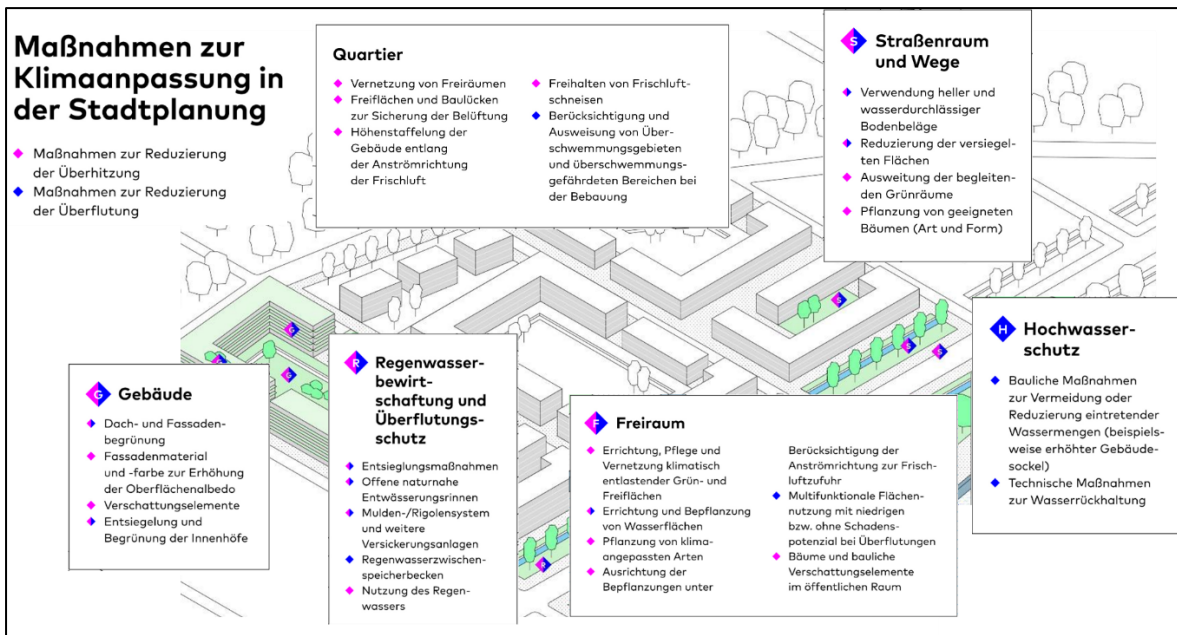 Maßnahmen zur
Klimaanpassung in
der Stadtplanung
Maßnahmen zur Reduzierung
der Überhitzung
Maßnahmen zur Reduzierung
der Überflutung
Quartier
Vernetzung von Freiräumen
Freiflächen und Baulücken
zur Sicherung der Belüftung
Höhenstaffelung der
Gebäude entlang
der Anströmrichtung
der Frischluft
Freihalten von Frischluft-
schneisen
Berücksichtigung und
Ausweisung von Über-
schwemmungsgebieten
und überschwemmungs-
gefährdeten Bereichen bei
der Bebauung
S Straßenraum
und Wege
Verwendung heller und
wasserdurchlässiger
Bodenbeläge
Reduzierung der versiegel-
ten Flächen
Ausweitung der begleiten-
den Grünräume
Pflanzung von geeigneten
Bäumen (Art und Form)
G
G
G
S
S
S
G Gebäude
Dach- und Fassaden-
begrünung
Fassadenmaterial
und -farbe zur Erhöhung
der Oberflächenalbedo
Verschattungselemente
Entsiegelung und
Begrünung der Innenhöfe
R Regenwasser-
bewirt-
schaftung und
Überflutungs-
schutz
Entsieglungsmaßnahmen
Offene naturnahe
Entwässerungsrinnen
Mulden-/Rigolensystem
und weitere
Versickerungsanlagen
Regenwasserzwischen-
speicherbecken
Nutzung des Regen-
wassers
R
F Freiraum
Errichtung, Pflege und
Vernetzung klimatisch
entlastender Grün- und
Freiflächen
Errichtung und Bepflanzung
von Wasserflächen
Pflanzung von klima-
angepassten Arten
Ausrichtung der
Bepflanzungen unter
Berücksichtigung der
Anströmrichtung zur Frisch-
luftzufuhr
Multifunktionale Flächen-
nutzung mit niedrigen
bzw. ohne Schadens-
potenzial bei Überflutungen
Bäume und bauliche
Verschattungselemente
im öffentlichen Raum
H Hochwasser-
schutz
Bauliche Maßnahmen
zur Vermeidung oder
Reduzierung eintretender
Wassermengen (beispiels-
weise erhöhter Gebäude-
sockel)
Technische Maßnahmen
zur Wasserrückhaltung